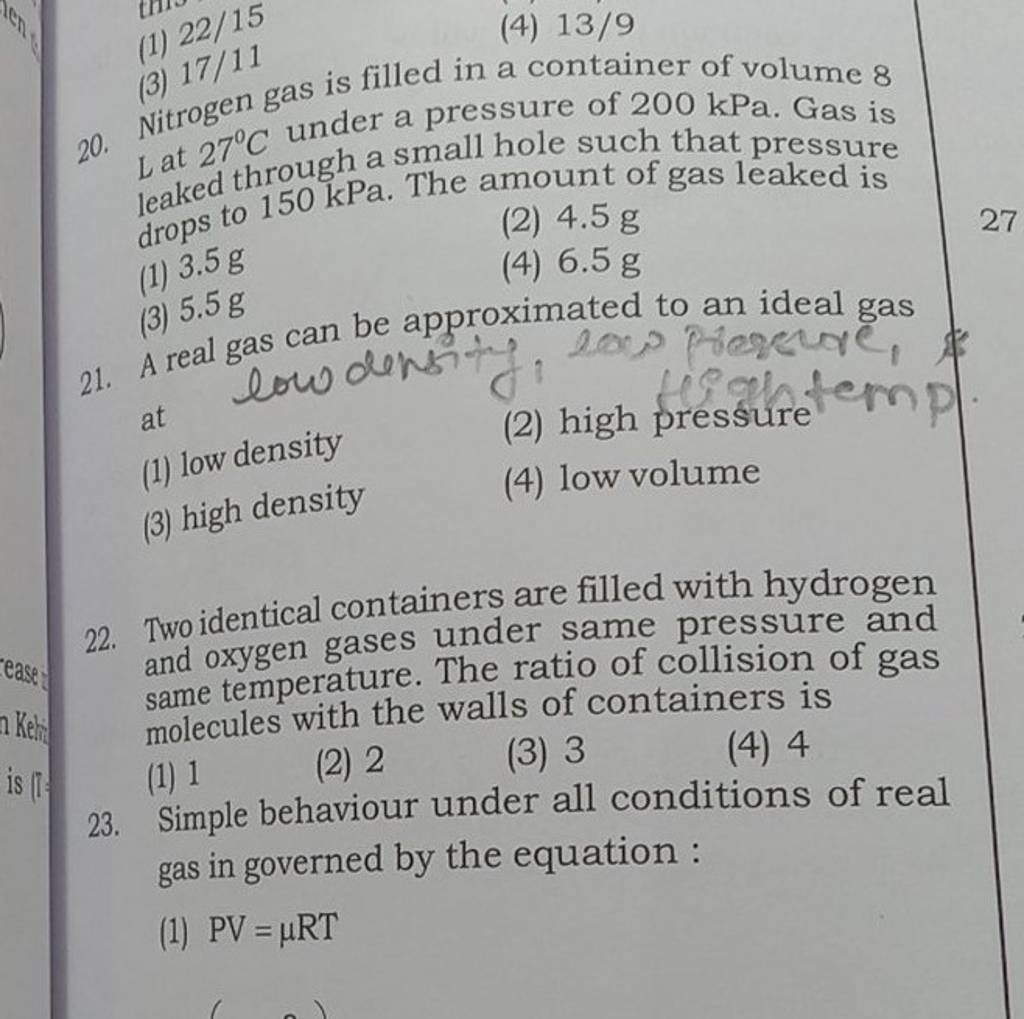 (1) 22/15 (4) 13/9
(3) 17/11
20. Nitrogen gas is filled in a container of volume 8
L at 27⁰C under a pressure of 200 kPa. Gas is
leaked through a small hole such that pressure
drops to 150 kPa. The amount of gas leaked is
(1) 3.5 g (2) 4.5 g
(3) 5.5 g (4) 6.5 g
27
21. A real gas can be approximated to an ideal gas
low density, low pressure, &
High temp.
at
(1) low density (2) high pressure
(3) high density (4) low volume
22. Two identical containers are filled with hydrogen
and oxygen gases under same pressure and
same temperature. The ratio of collision of gas
molecules with the walls of containers is
(1) 1 (2) 2 (3) 3 (4) 4
23. Simple behaviour under all conditions of real
gas in governed by the equation :
(1) PV = μRT